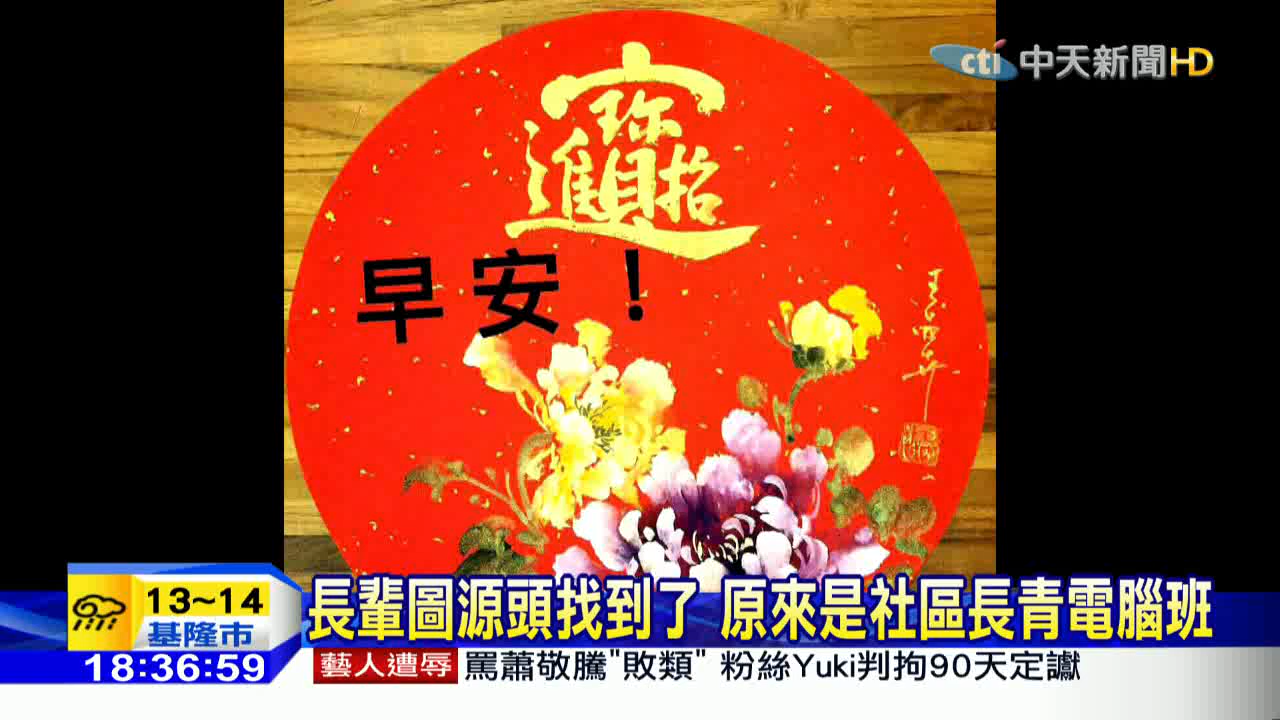 cti 中天新聞HD
招財進寶
早安！
13~14
基隆市
18:36:59
長輩圖源頭找到了 原來是社區長青電腦班
藝人遭辱 罵蕭敬騰"敗類" 粉絲Yuki判拘90天定讞